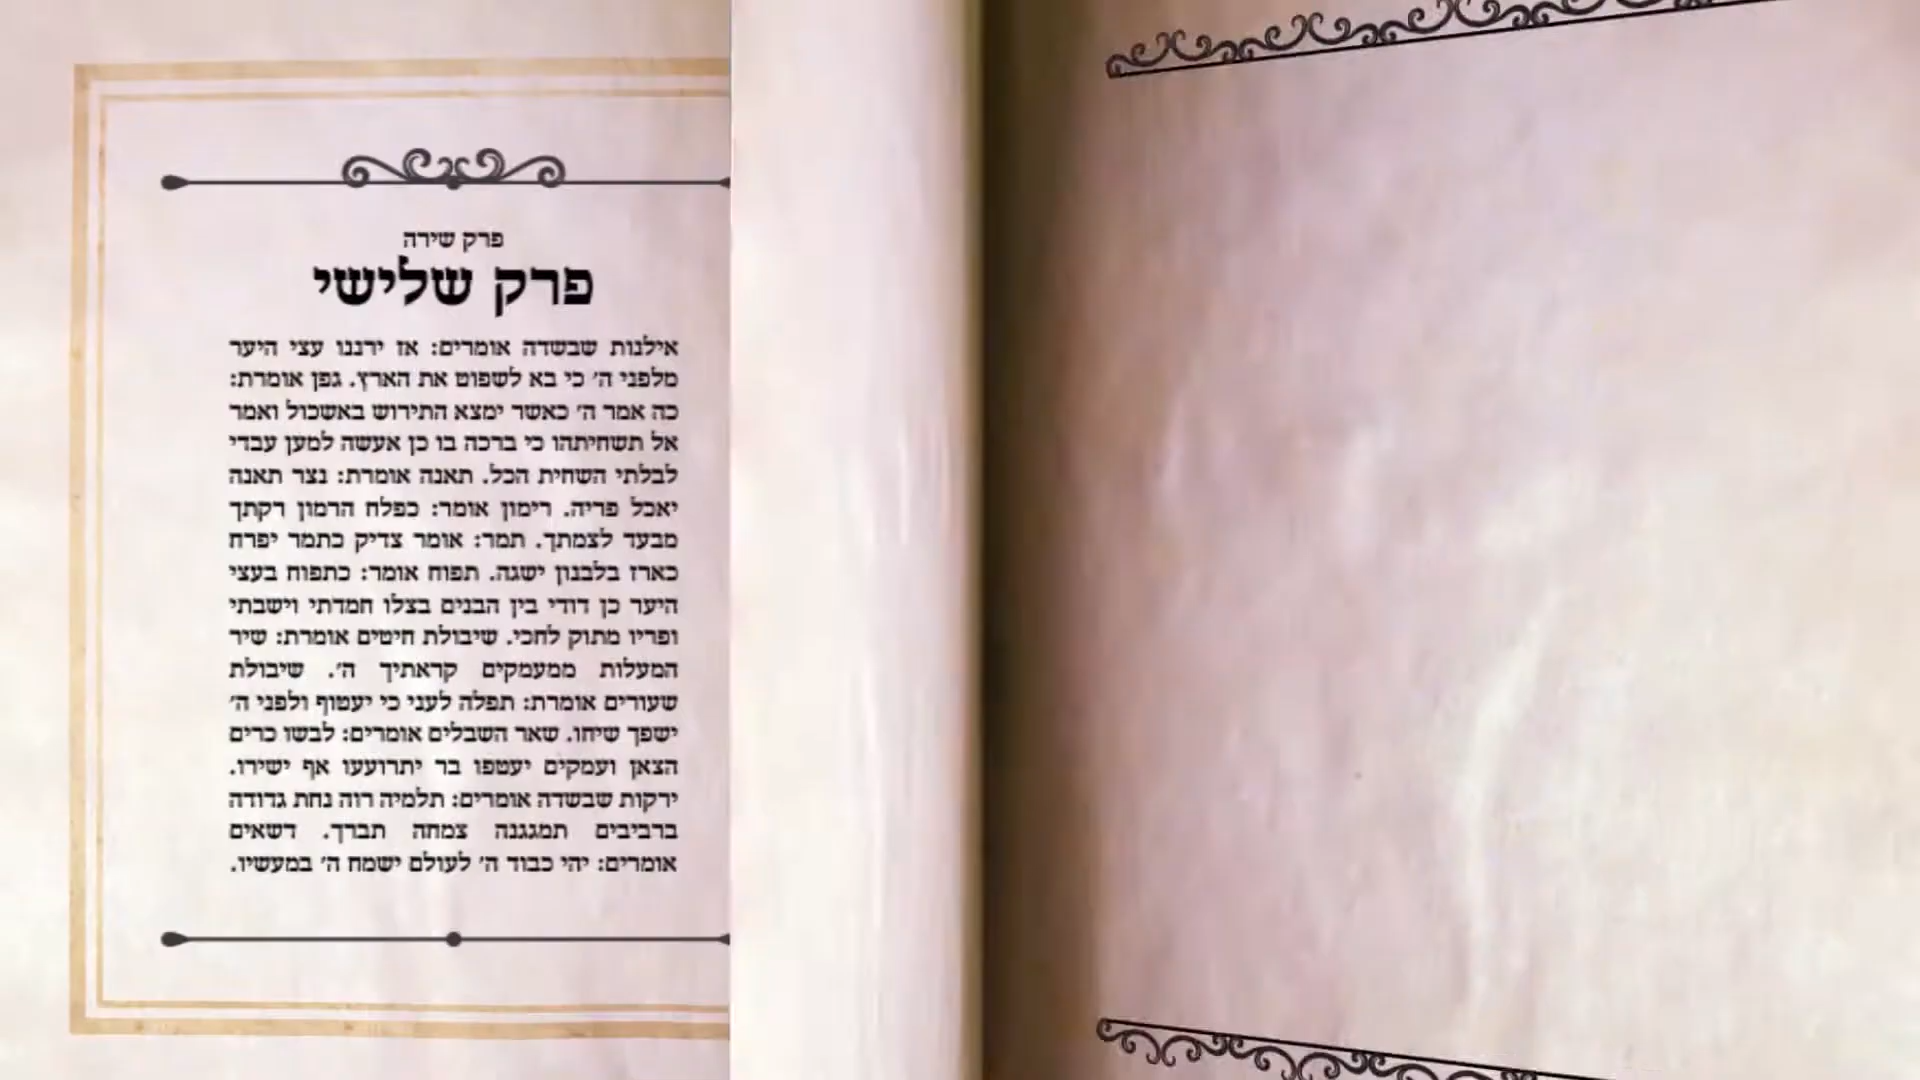 פרק שירה
פרק שלישי
אילנות שבשדה אומרים: אז ירננו עצי היער
מלפני ה׳ כי בא לשפוט את הארץ. גפן אומרת:
כה אמר ה׳ כאשר ימצא התירוש באשכול ואמר
אל תשחיתהו כי ברכה בו כן אעשה למען עבדי
לבלתי השחית הכל. תאנה אומרת: נצר תאנה
יאכל פריה. רימון אומר: כפלח הרמון רקתך
מבעד לצמתך. תמר: אומר צדיק כתמר יפרח
כארז בלבנון ישגה. תפוח אומר: כתפוח בעצי
היער כן דודי בין הבנים בצלו חמדתי וישבתי
ופריו מתוק לחכי. שיבולת חיטים אומרת: שיר
המעלות ממעמקים קראתיך ה׳. שיבולת
שעורים אומרת: תפלה לעני כי יעטוף ולפני ה׳
ישפך שיחו. שאר השבלים אומרים: לבשו כרים
הצאן ועמקים יעטפו בר יתרועעו אף ישירו.
ירקות שבשדה אומרים: תלמיה רוה נחת גדודה
ברביבים תמגגנה צמחה תברך. דשאים
אומרים: יהי כבוד ה׳ לעולם ישמח ה׳ במעשיו.